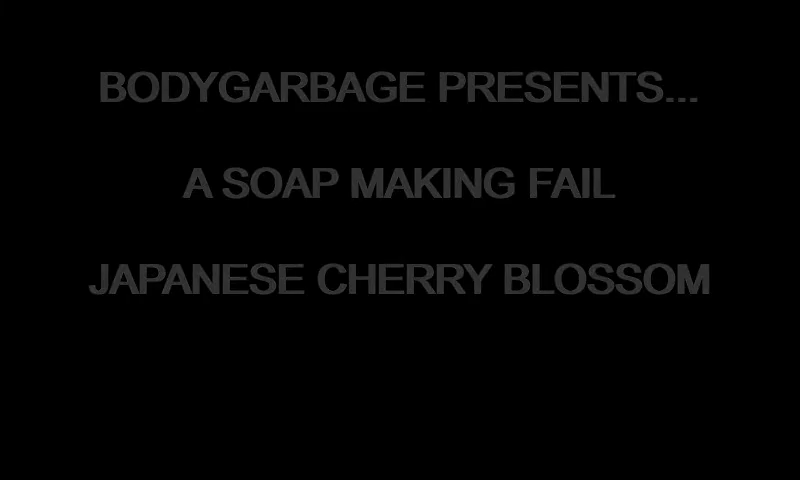 BODYGARBAGE PRESENTS...
A SOAP MAKING FAIL
JAPANESE CHERRY BLOSSOM